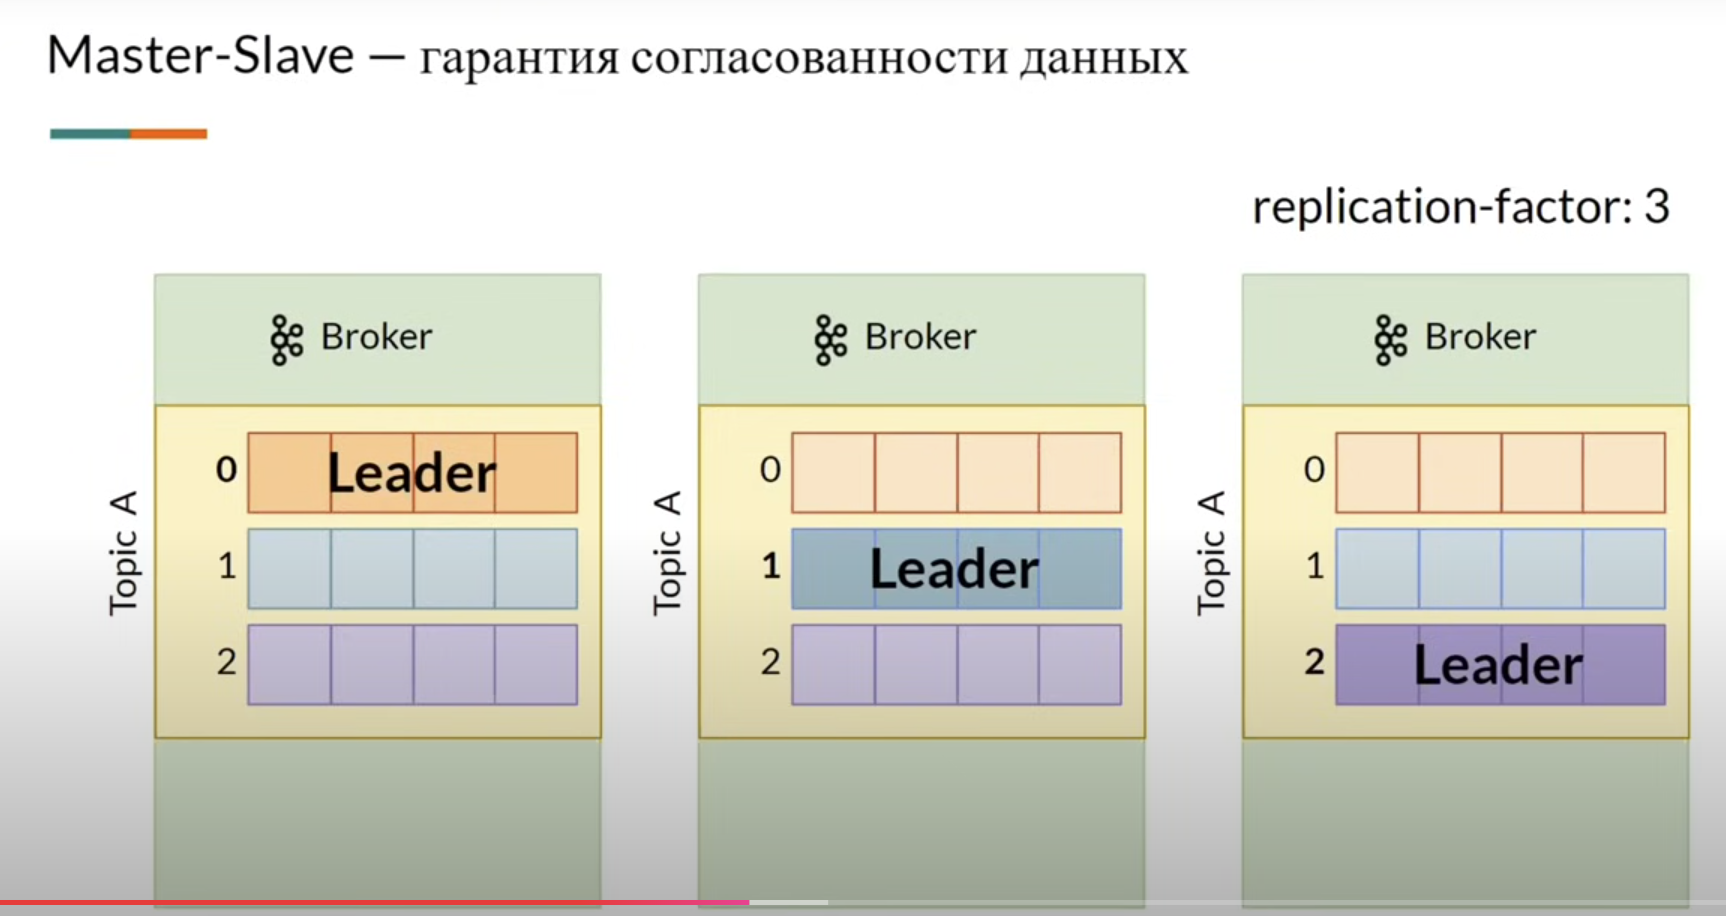 Master-Slave — гарантия согласованности данных
replication-factor: 3
Broker
Topic A
0 Leader
1
2
Broker
Topic A
0
1 Leader
2
Broker
Topic A
0
1
2 Leader